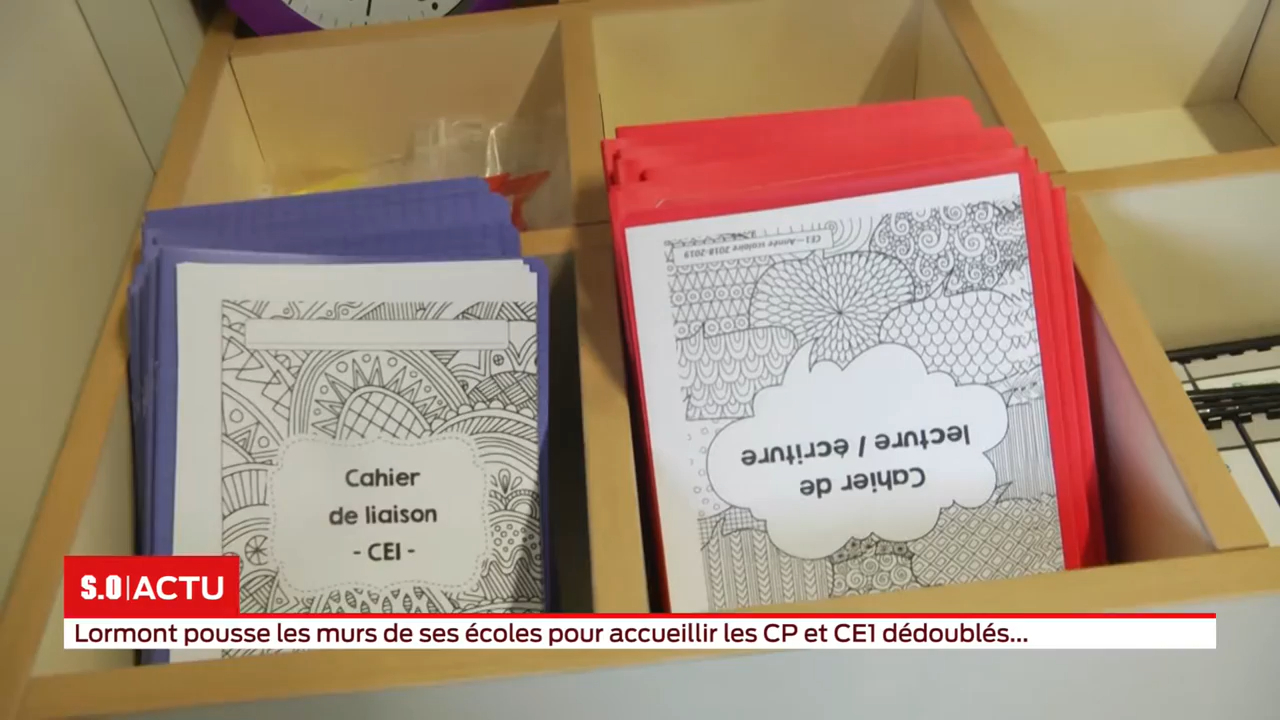 CE1 – Année scolaire 2018-2019
Cahier
de liaison
- CE1 -
Cahier de
lecture / écriture
S.O ACTU
Lormont pousse les murs de ses écoles pour accueillir les CP et CE1 dédoublés...